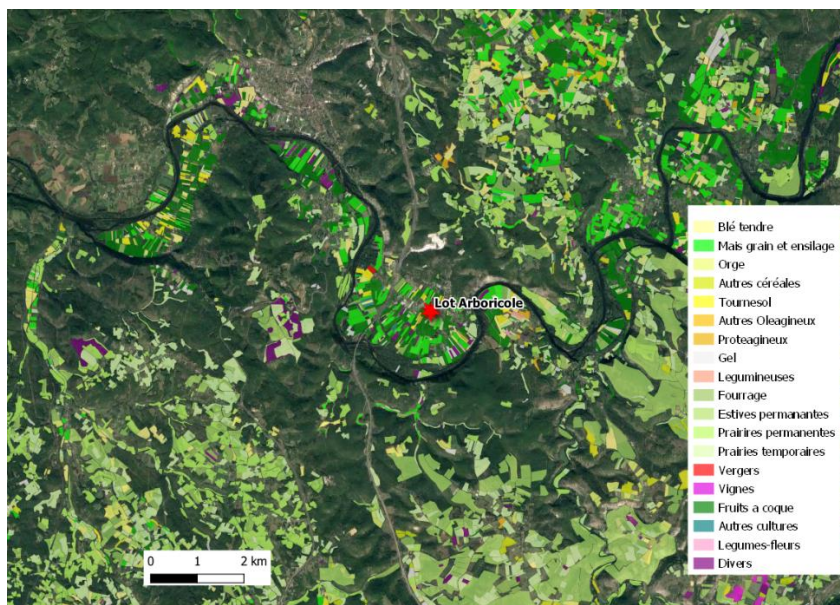 Lot Arboricole
Blé tendre
Mais grain et ensilage
Orge
Autres céréales
Tournesol
Autres Oleagineux
Proteagineux
Gel
Legumineuses
Fourrage
Estives permanantes
Prairires permanentes
Prairies temporaires
Vergers
Vignes
Fruits a coque
Autres cultures
Legumes-fleurs
Divers
0 1 2 km